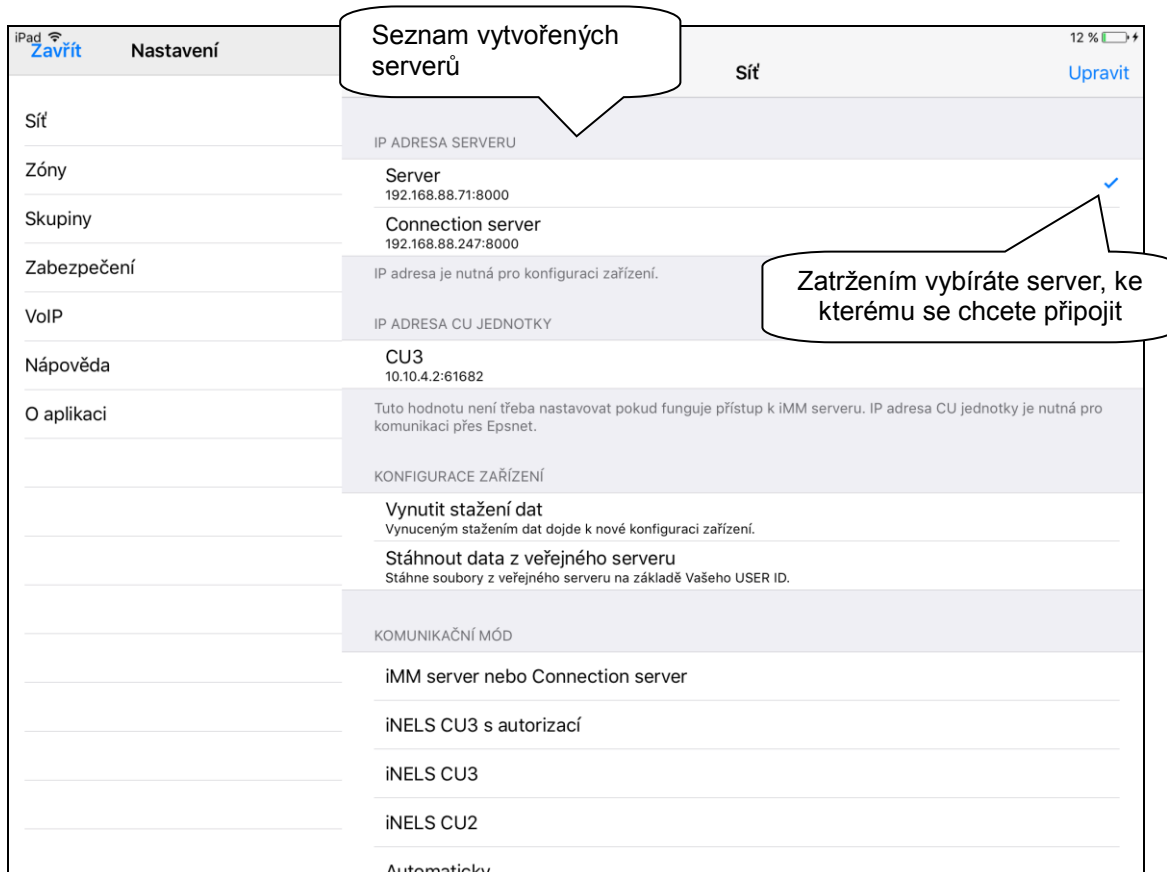 iPad
12 %
Zavřít
Nastavení
Síť
Upravit
Seznam vytvořených
serverů
Síť
Zóny
Skupiny
Zabezpečení
VoIP
Nápověda
O aplikaci
IP ADRESA SERVERU
Server
192.168.88.71:8000
Connection server
192.168.88.247:8000
IP adresa je nutná pro konfiguraci zařízení.
Zatržením vybíráte server, ke
kterému se chcete připojit
IP ADRESA CU JEDNOTKY
CU3
10.10.4.2:61682
Tuto hodnotu není třeba nastavovat pokud funguje přístup k iMM serveru. IP adresa CU jednotky je nutná pro
komunikaci přes Epsnet.
KONFIGURACE ZAŘÍZENÍ
Vynutit stažení dat
Vynuceným stažením dat dojde k nové konfiguraci zařízení.
Stáhnout data z veřejného serveru
Stáhne soubory z veřejného serveru na základě Vašeho USER ID.
KOMUNIKAČNÍ MÓD
iMM server nebo Connection server
iNELS CU3 s autorizací
iNELS CU3
iNELS CU2
Automaticky